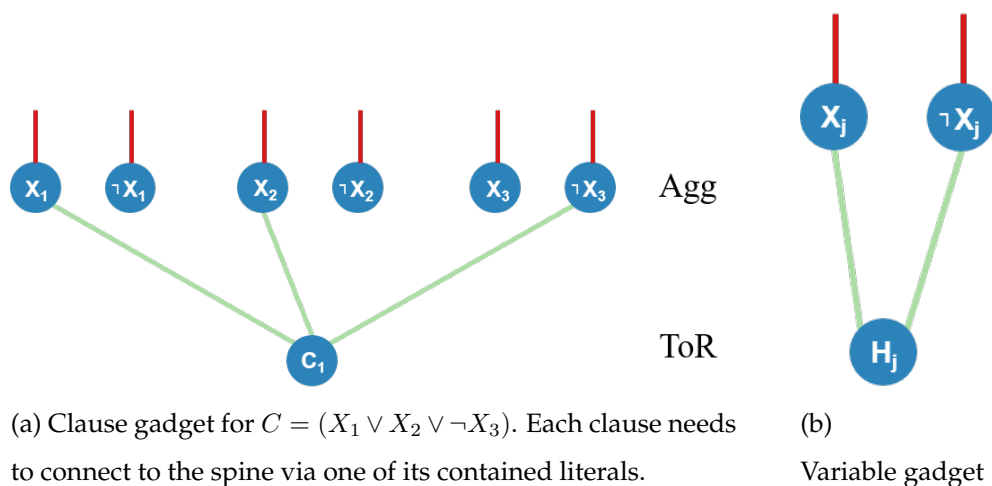 X₁ ¬X₁ X₂ ¬X₂ X₃ ¬X₃ Agg
C₁ ToR
(a) Clause gadget for C = (X₁ ∨ X₂ ∨ ¬X₃). Each clause needs
to connect to the spine via one of its contained literals.
Xⱼ ¬Xⱼ
Hⱼ
(b)
Variable gadget